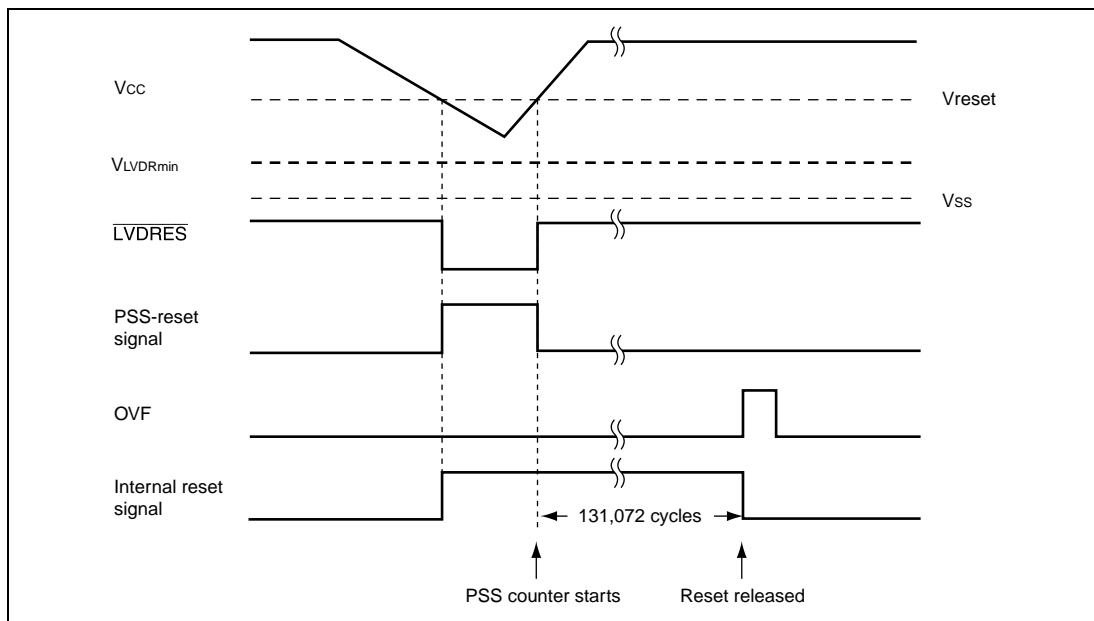 Vcc
Vreset
VLVDRmin
Vss
LVDRES
PSS-reset
signal
OVF
Internal reset
signal
131,072 cycles
PSS counter starts
Reset released